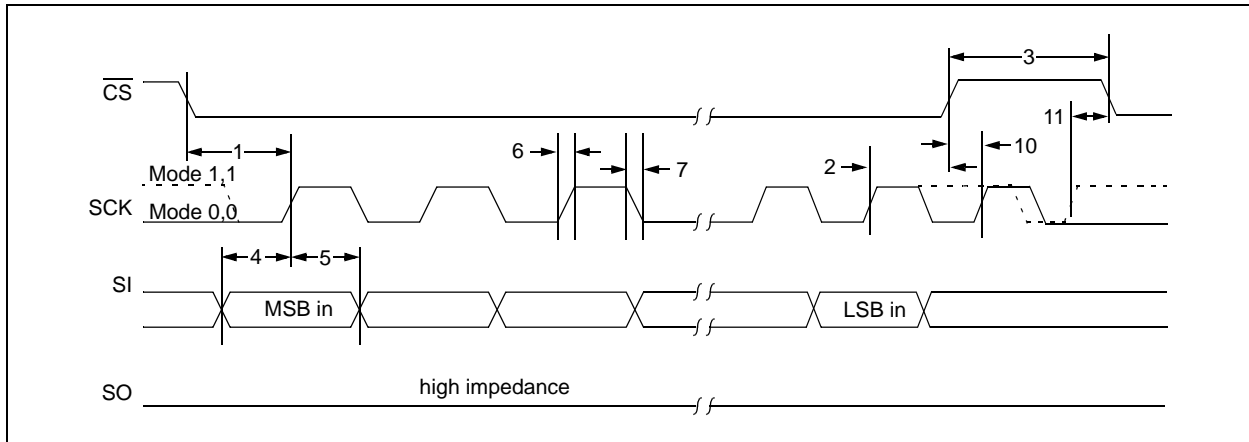 3
CS
11
1
6
10
Mode 1,1
2
7
SCK
Mode 0,0
4
5
SI
MSB in
LSB in
SO
high impedance